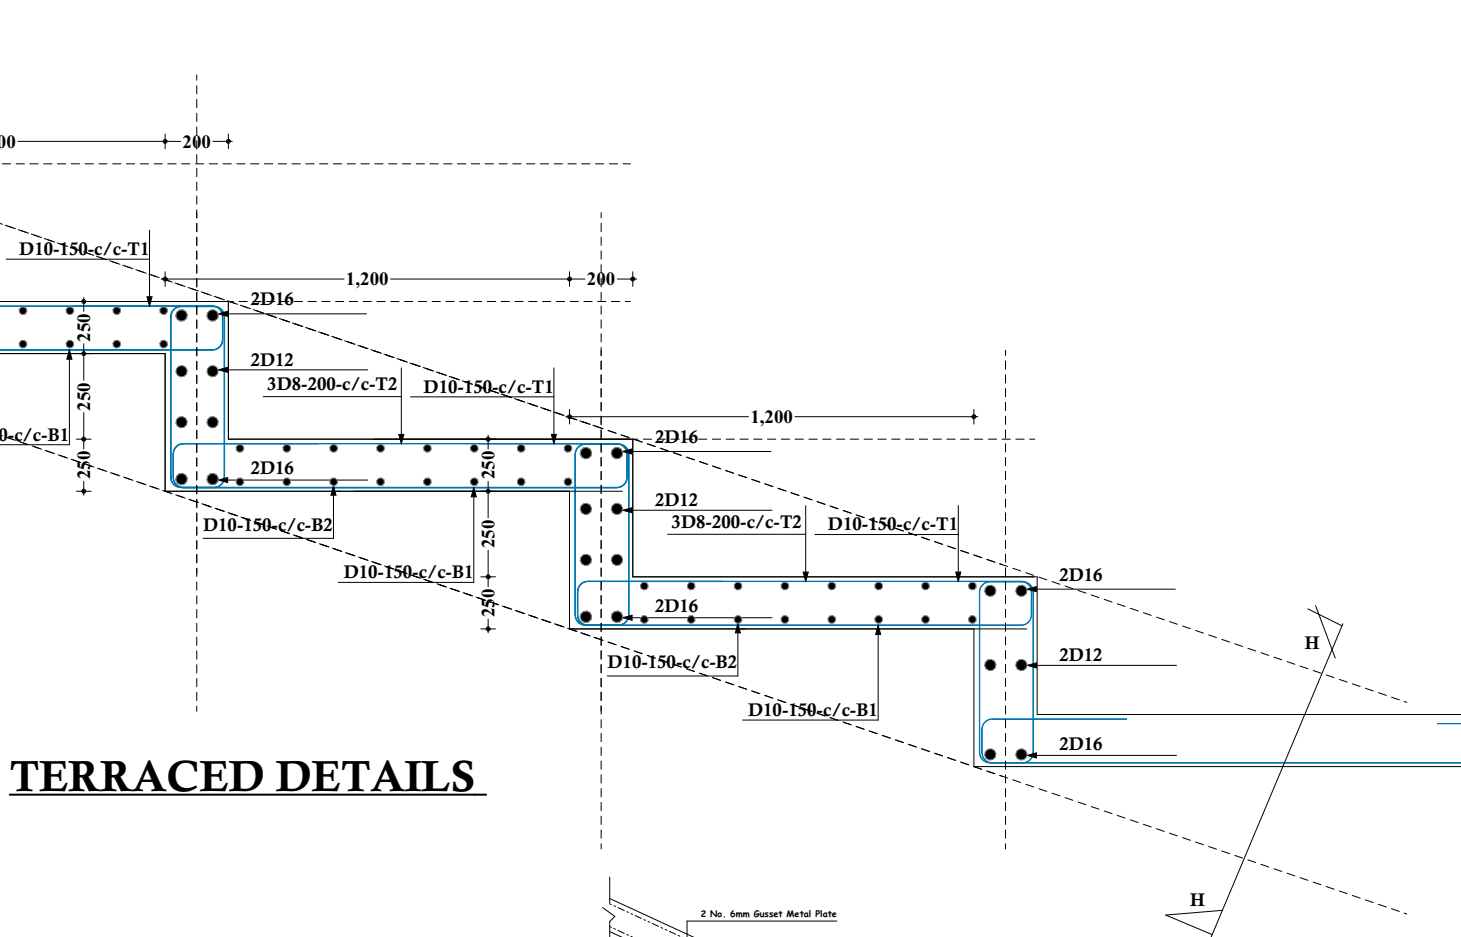 00
200
D10-150-c/c-T1
1,200
200
2D16
250
2D12
3D8-200-c/c-T2
D10-150-c/c-T1
250
1,200
0-c/c-B1
2D16
250
2D16
250
2D12
D10-150-c/c-B2
3D8-200-c/c-T2
D10-150-c/c-T1
250
D10-150-c/c-B1
2D16
250
2D16
H
2D12
D10-150-c/c-B2
D10-150-c/c-B1
2D16
TERRACED DETAILS
H
2 No. 6mm Gusset Metal Plate